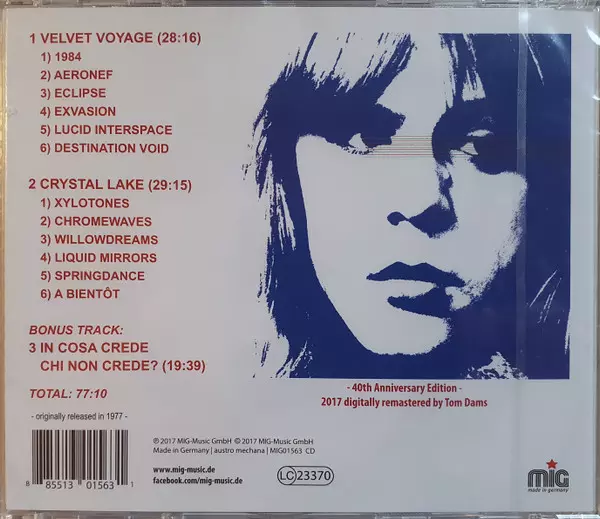 1 VELVET VOYAGE (28:16)
1) 1984
2) AERONEF
3) ECLIPSE
4) EXVASION
5) LUCID INTERSPACE
6) DESTINATION VOID
2 CRYSTAL LAKE (29:15)
1) XYLOTONES
2) CHROMEWAVES
3) WILLOWDREAMS
4) LIQUID MIRRORS
5) SPRINGDANCE
6) A BIENTÔT
BONUS TRACK:
3 IN COSA CREDE
CHI NON CREDE? (19:39)
TOTAL: 77:10
- originally released in 1977 -
- 40th Anniversary Edition -
2017 digitally remastered by Tom Dams
8 85513 01563 1
℗ 2017 MIG-Music GmbH © 2017 MIG-Music GmbH
Made in Germany | austro mechana | MIG01563 CD
www.mig-music.de
facebook.com/mig-music.de
LC 23370
mig
made in germany